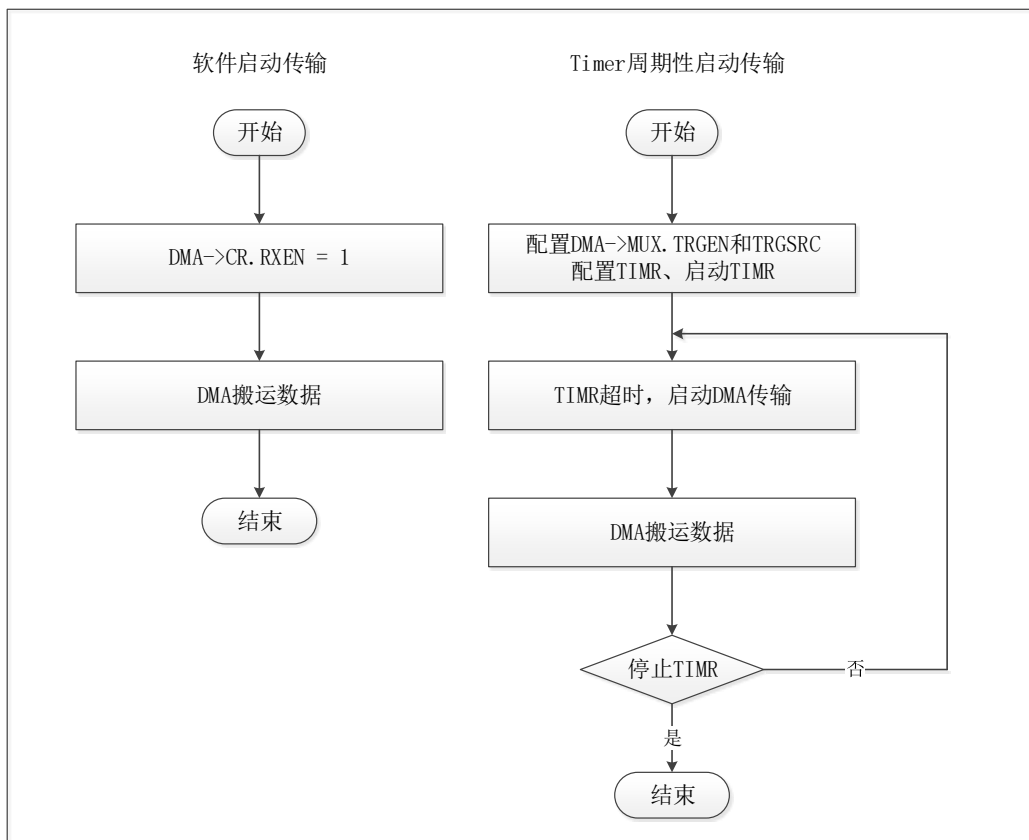 软件启动传输
开始
DMA->CR.RXEN = 1
DMA搬运数据
结束
Timer周期性启动传输
开始
配置DMA->MUX.TRGEN和TRGSRC
配置TIMR、启动TIMR
TIMR超时，启动DMA传输
DMA搬运数据
停止TIMR
否
是
结束